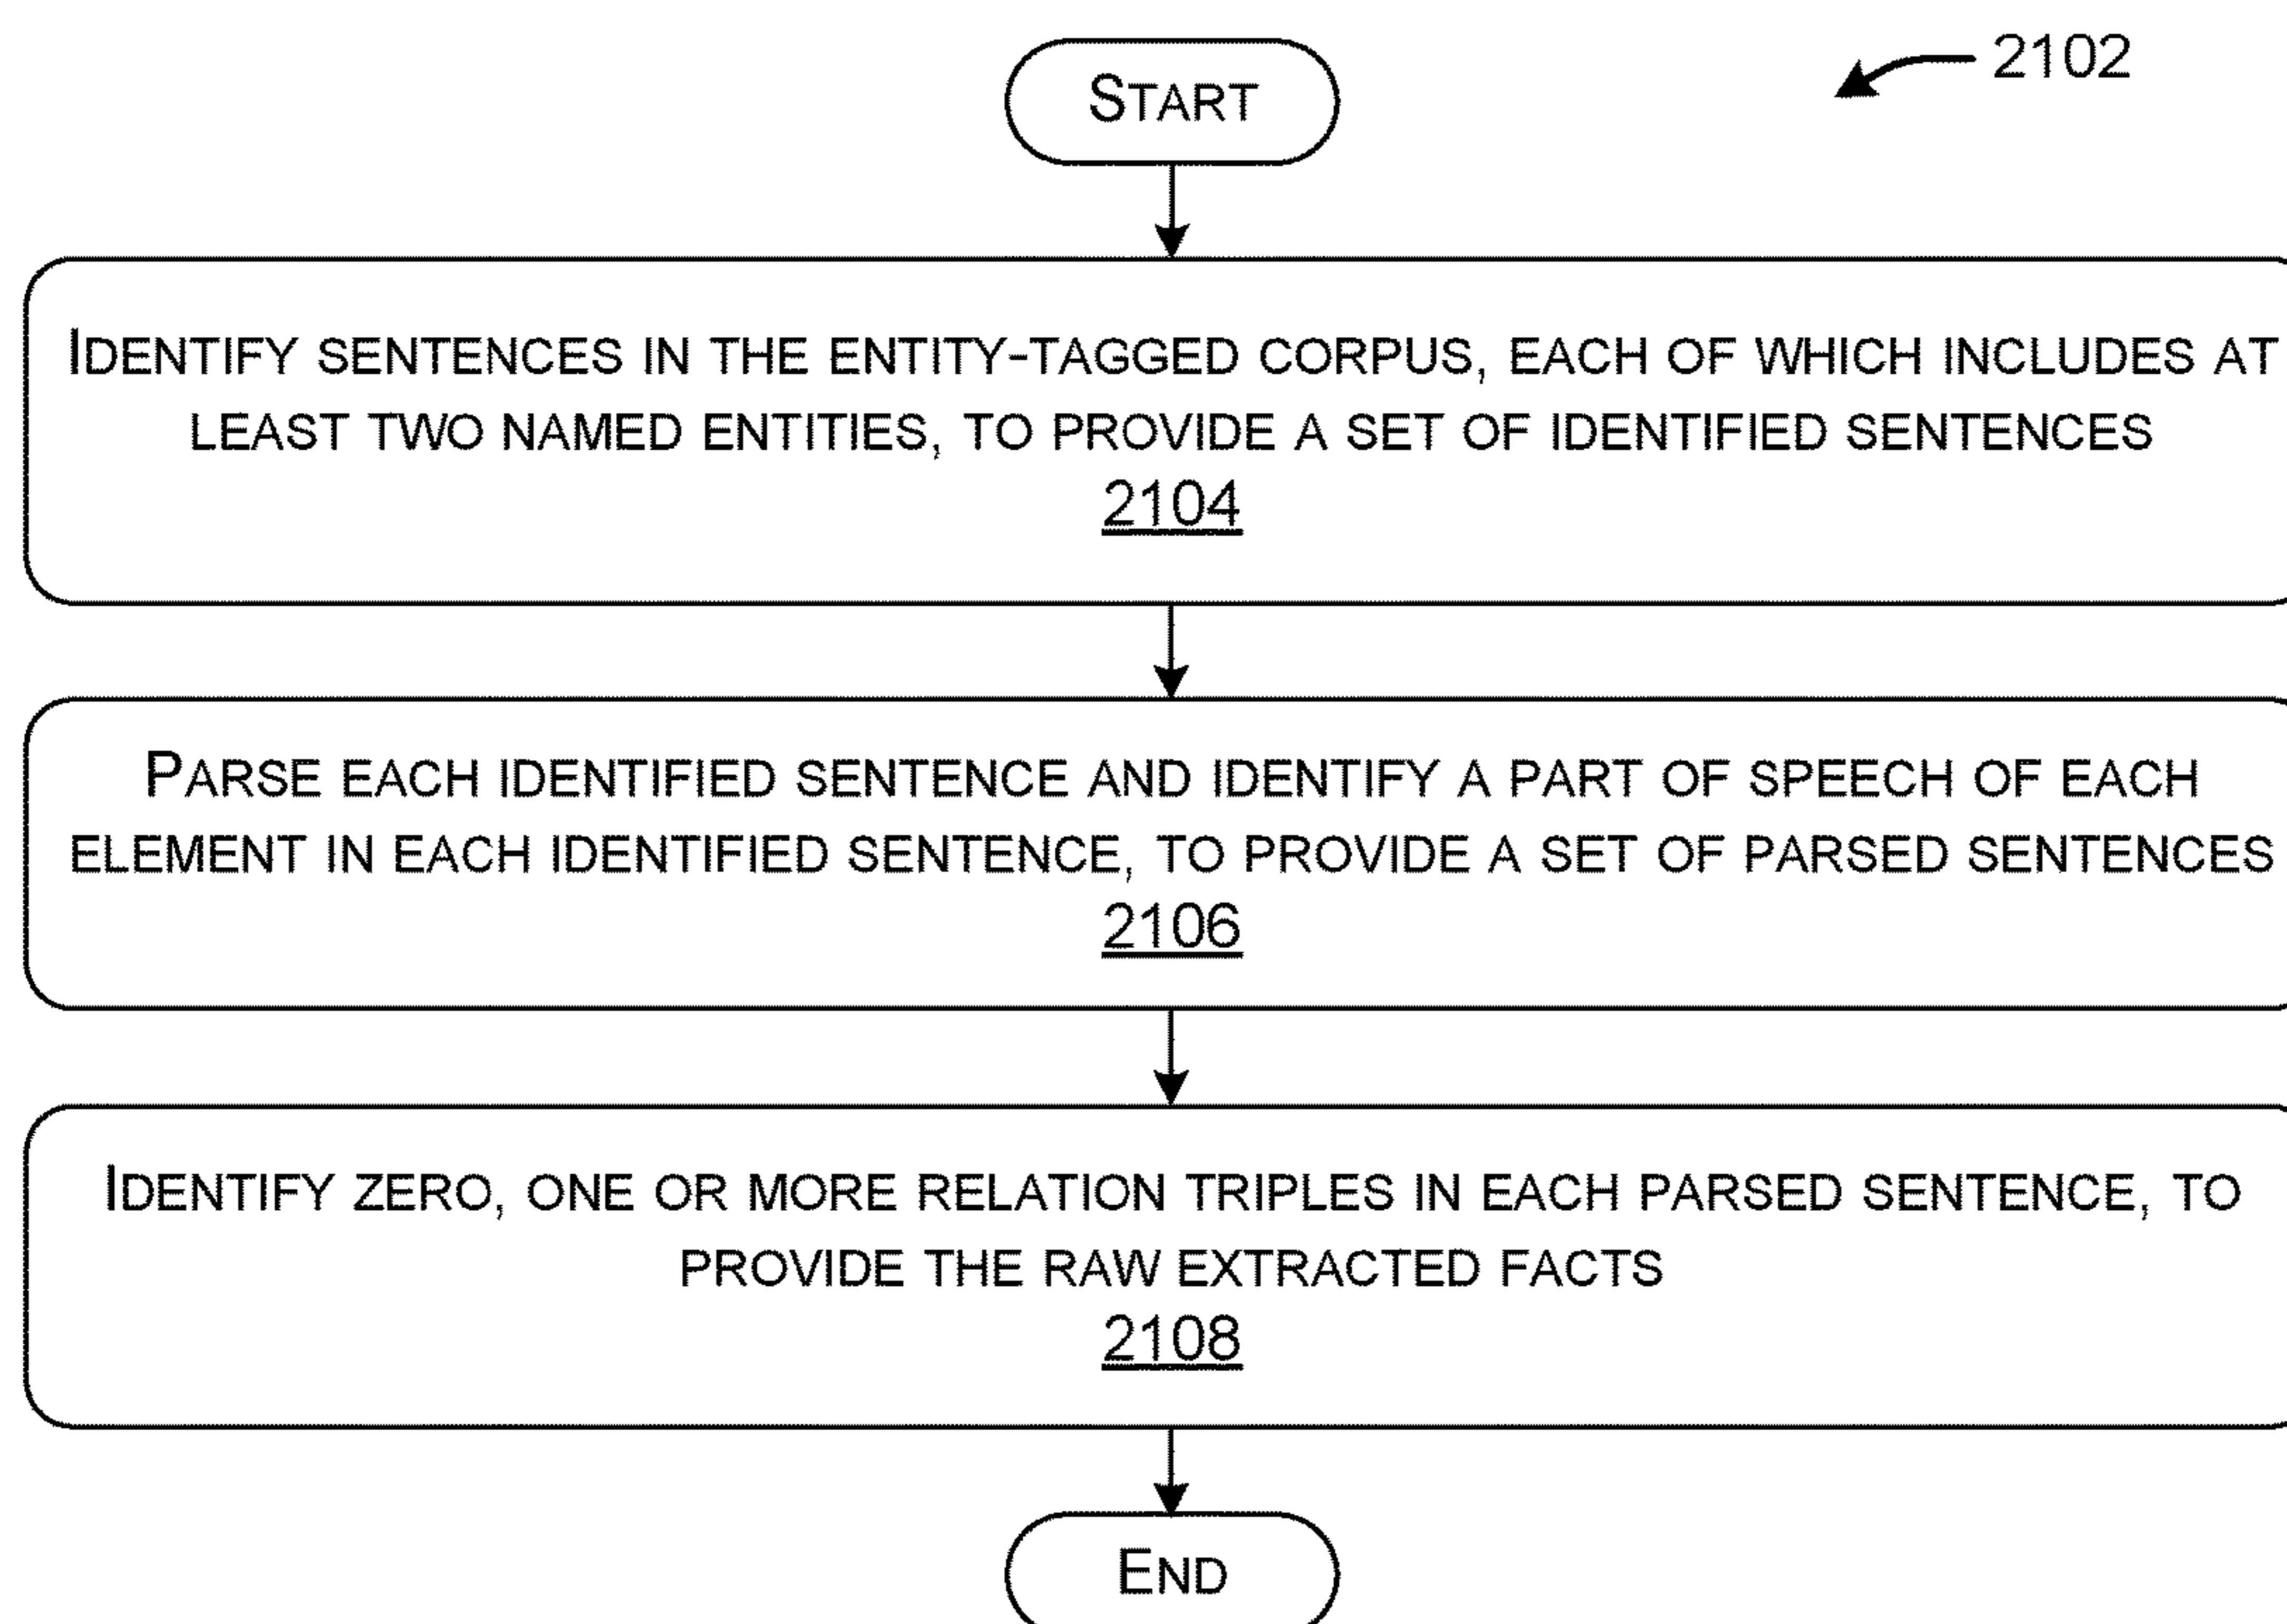 START
2102
IDENTIFY SENTENCES IN THE ENTITY-TAGGED CORPUS, EACH OF WHICH INCLUDES AT
LEAST TWO NAMED ENTITIES, TO PROVIDE A SET OF IDENTIFIED SENTENCES
2104
PARSE EACH IDENTIFIED SENTENCE AND IDENTIFY A PART OF SPEECH OF EACH
ELEMENT IN EACH IDENTIFIED SENTENCE, TO PROVIDE A SET OF PARSED SENTENCES
2106
IDENTIFY ZERO, ONE OR MORE RELATION TRIPLES IN EACH PARSED SENTENCE, TO
PROVIDE THE RAW EXTRACTED FACTS
2108
END